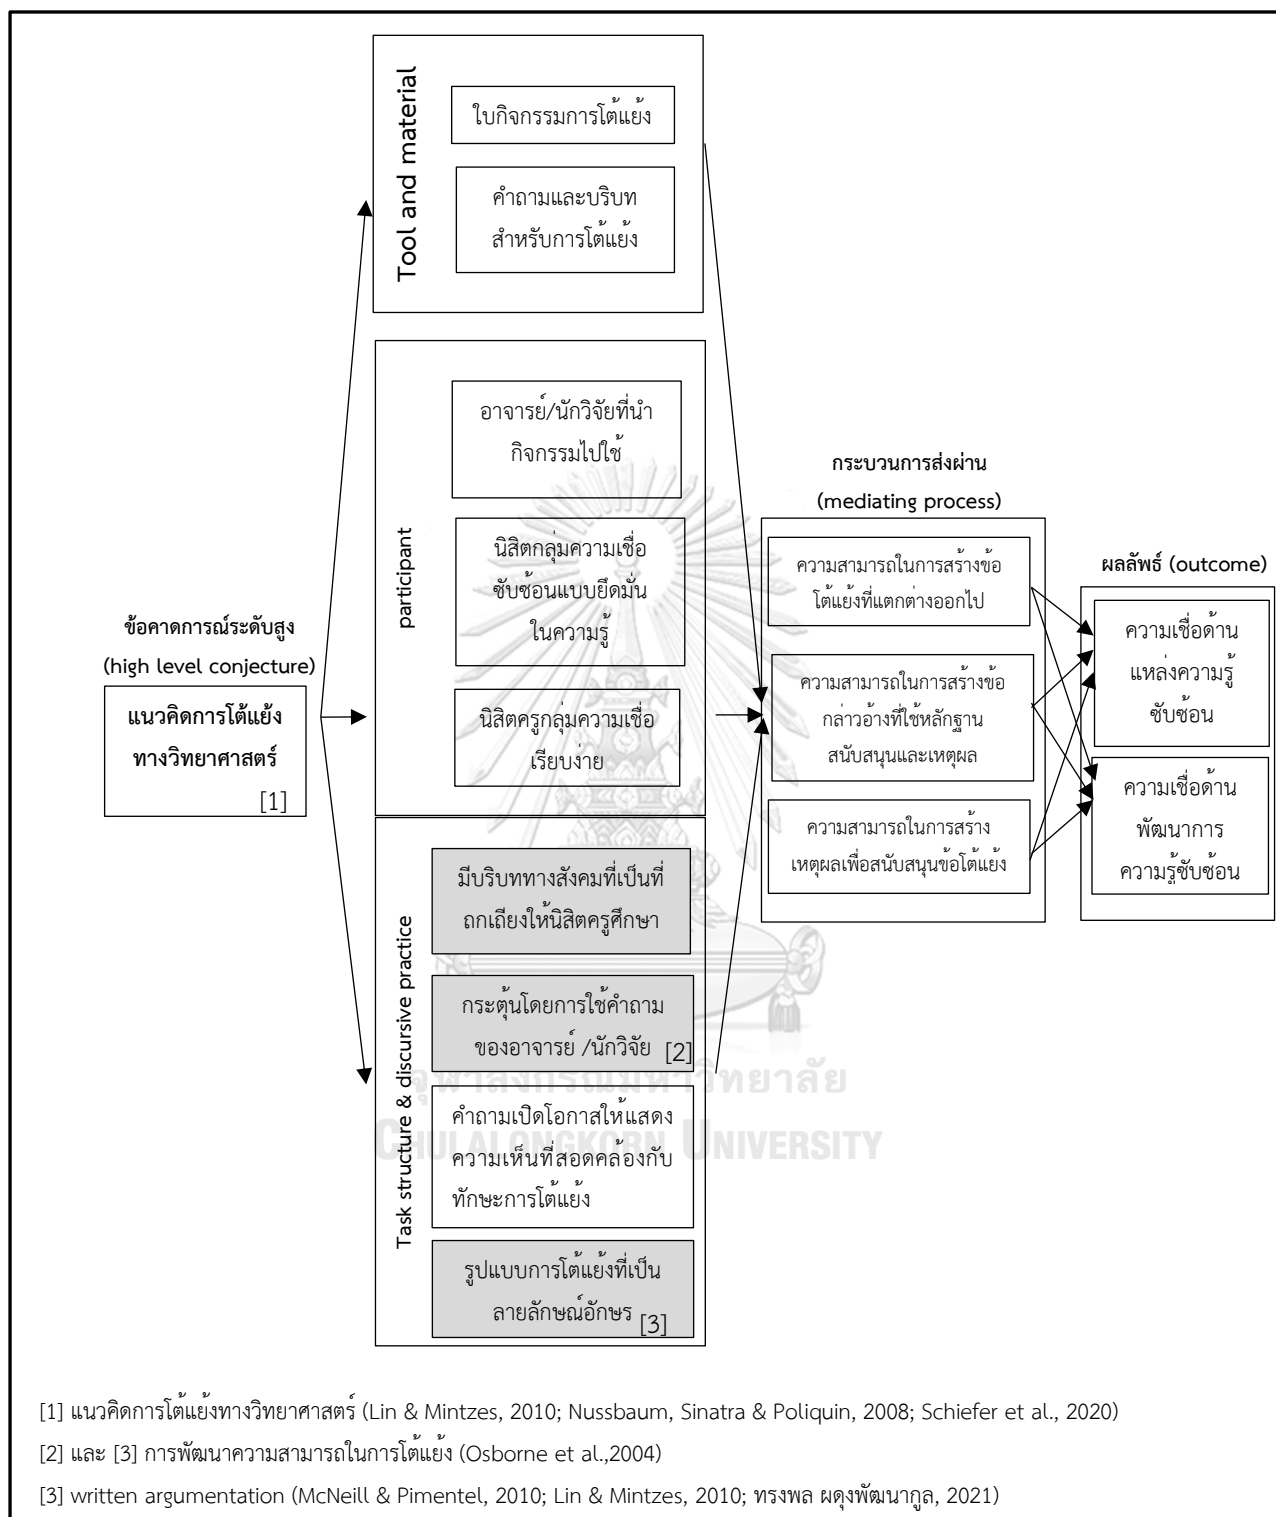 Tool and material
ใบกิจกรรมการโต้แย้ง
คำถามและบริบท
สำหรับการโต้แย้ง
participant
อาจารย์/นักวิจัยที่นำ
กิจกรรมไปใช้
นิสิตกลุ่มความเชื่อ
ซับซ้อนแบบยึดมั่น
ในความรู้
นิสิตครูกลุ่มความเชื่อ
เรียบง่าย
ข้อคาดการณ์ระดับสูง
(high level conjecture)
แนวคิดการโต้แย้ง
ทางวิทยาศาสตร์
[1]
Task structure & discursive practice
มีบริบททางสังคมที่เป็นที่
ถกเถียงให้นิสิตครูศึกษา
กระตุ้นโดยการใช้คำถาม
ของอาจารย์ /นักวิจัย [2]
คำถามเปิดโอกาสให้แสดง
ความเห็นที่สอดคล้องกับ
ทักษะการโต้แย้ง
รูปแบบการโต้แย้งที่เป็น
ลายลักษณ์อักษร [3]
กระบวนการส่งผ่าน
(mediating process)
ความสามารถในการสร้างข้อ
โต้แย้งที่แตกต่างออกไป
ความสามารถในการสร้างข้อ
กล่าวอ้างที่ใช้หลักฐาน
สนับสนุนและเหตุผล
ความสามารถในการสร้าง
เหตุผลเพื่อสนับสนุนข้อโต้แย้ง
ผลลัพธ์ (outcome)
ความเชื่อด้าน
แหล่งความรู้
ซับซ้อน
ความเชื่อด้าน
พัฒนาการ
ความรู้ซับซ้อน
จุฬาลงกรณ์มหาวิทยาลัย
CHULALONGKORN UNIVERSITY
[1] แนวคิดการโต้แย้งทางวิทยาศาสตร์ (Lin & Mintzes, 2010; Nussbaum, Sinatra & Poliquin, 2008; Schiefer et al., 2020)
[2] และ [3] การพัฒนาความสามารถในการโต้แย้ง (Osborne et al.,2004)
[3] written argumentation (McNeill & Pimentel, 2010; Lin & Mintzes, 2010; ทรงพล ผดุงพัฒนากูล, 2021)